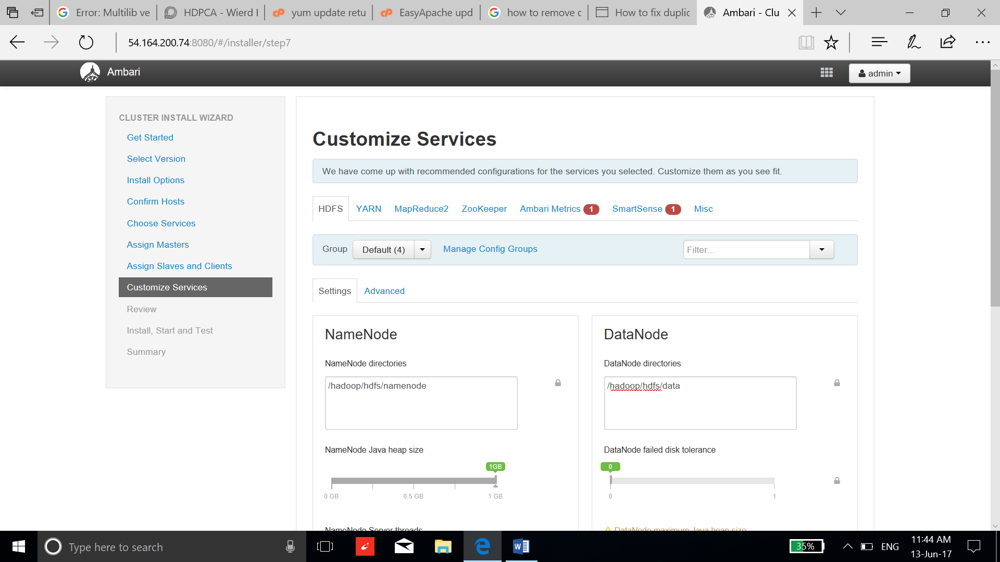 Error: Multilib ve
HDPCA - Wierd I
yum update retu
EasyApache upd
how to remove c
How to fix duplic
Ambari - Clu
54.164.200.74:8080/#/installer/step7
Ambari
admin
CLUSTER INSTALL WIZARD
Get Started
Select Version
Install Options
Confirm Hosts
Choose Services
Assign Masters
Assign Slaves and Clients
Customize Services
Review
Install, Start and Test
Summary
Customize Services
We have come up with recommended configurations for the services you selected. Customize them as you see fit.
HDFS YARN MapReduce2 ZooKeeper Ambari Metrics 1 SmartSense 1 Misc
Group Default (4) Manage Config Groups Filter...
Settings Advanced
NameNode
NameNode directories
/hadoop/hdfs/namenode
NameNode Java heap size
1GB
0 GB 0.5 GB 1 GB
NameNode Server threads
DataNode
DataNode directories
/hadoop/hdfs/data
DataNode failed disk tolerance
0
0 1
DataNode maximum Java heap size
Type here to search
35%
ENG
11:44 AM
13-Jun-17